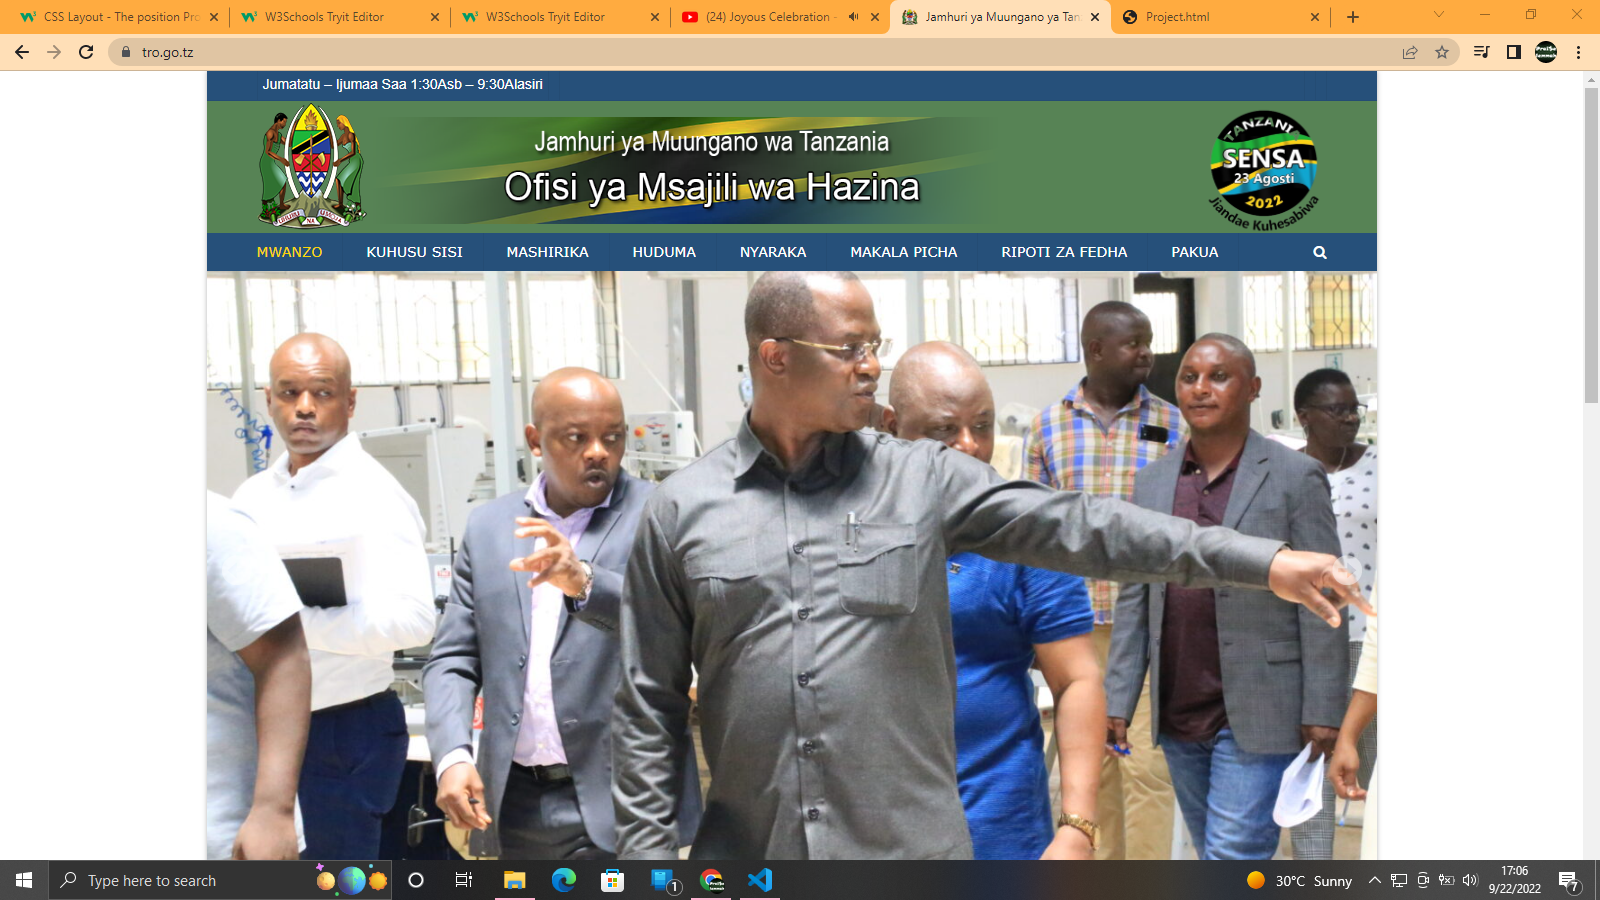 CSS Layout - The position Pro
W3Schools Tryit Editor
W3Schools Tryit Editor
(24) Joyous Celebration -
Jamhuri ya Muungano ya Tan
Project.html
tro.go.tz
Jumatatu – Ijumaa Saa 1:30Asb – 9:30Alasiri
Jamhuri ya Muungano wa Tanzania
Ofisi ya Msajili wa Hazina
TANZANIA
SENSA
23 Agosti
2022
Jiandae Kuhesabiwa
MWANZO
KUHUSU SISI
MASHIRIKA
HUDUMA
NYARAKA
MAKALA PICHA
RIPOTI ZA FEDHA
PAKUA
Type here to search
1
30°C Sunny
17:06
9/22/2022
7